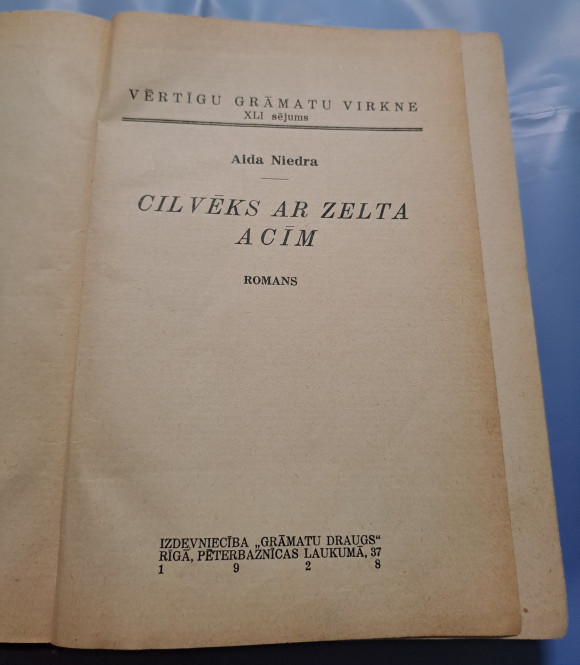 VĒRTĪGU GRĀMATU VIRKNE
XLI sējums
Aida Niedra
CILVĒKS AR ZELTA
ACĪM
ROMANS
IZDEVNIECĪBA „GRĀMATU DRAUGS“
RĪGĀ, PĒTERBAZNĪCAS LAUKUMĀ, 37
1 9 2 8